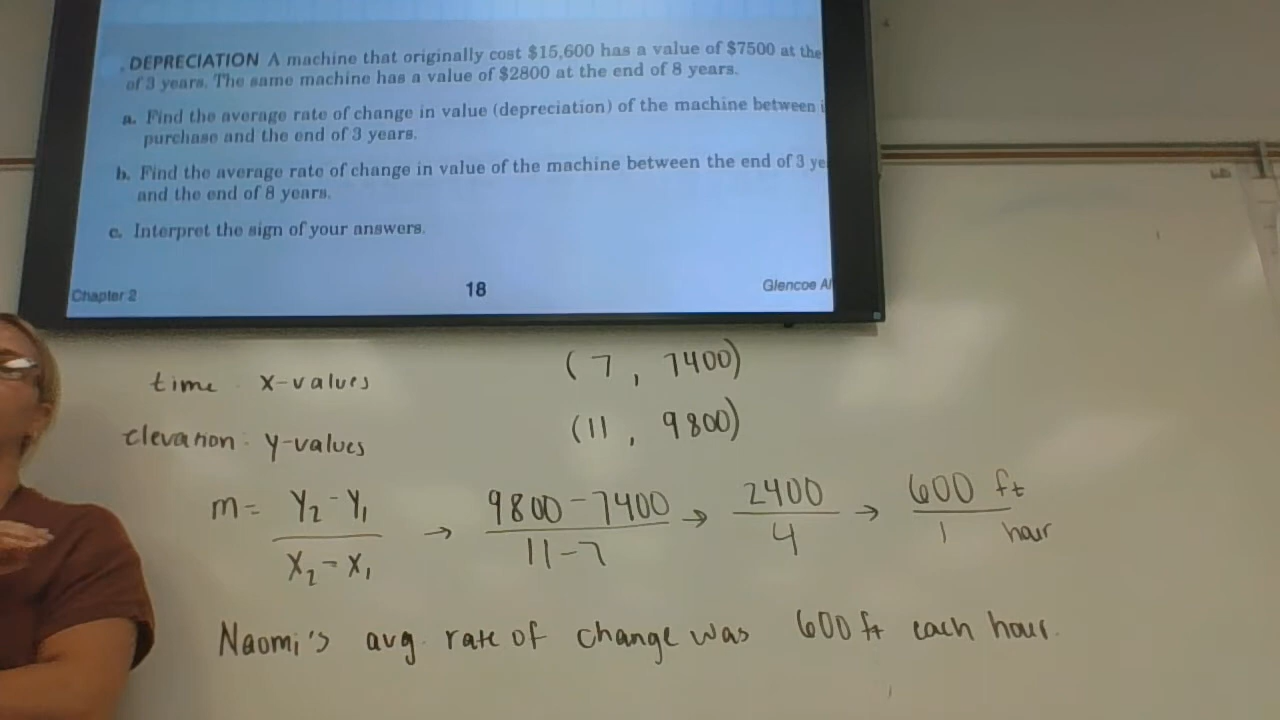 DEPRECIATION A machine that originally cost $15,600 has a value of $7500 at the
of 3 years. The same machine has a value of $2800 at the end of 8 years.
a. Find the average rate of change in value (depreciation) of the machine between i
purchase and the end of 3 years.
b. Find the average rate of change in value of the machine between the end of 3 ye
and the end of 8 years.
c. Interpret the sign of your answers.
Chapter 2 18 Glencoe Al
time x-values (7, 7400)
elevation: y-values (11, 9800)
m = Y₂ - Y₁ / X₂ - X₁ → 9800 - 7400 / 11 - 7 → 2400 / 4 → 600 ft / 1 hour
Naomi's avg. rate of change was 600 ft each hour.